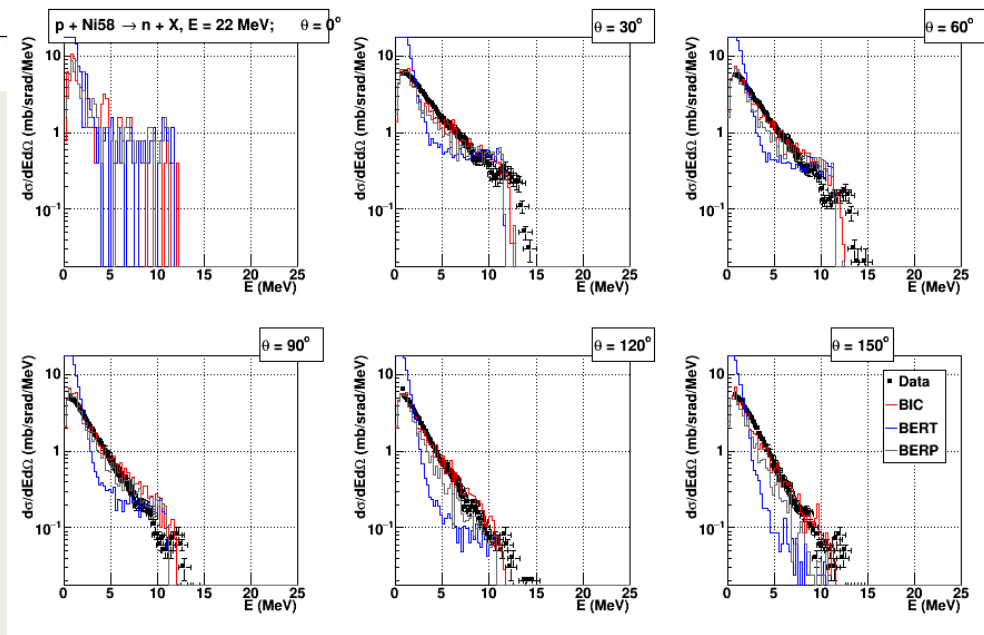 p + Ni58 → n + X, E = 22 MeV; θ = 0°
θ = 30°
θ = 60°
dσ/dEdΩ (mb/srad/MeV)
10
1
10⁻¹
0 5 10 15 20 25
E (MeV)
dσ/dEdΩ (mb/srad/MeV)
10
1
10⁻¹
0 5 10 15 20 25
E (MeV)
dσ/dEdΩ (mb/srad/MeV)
10
1
10⁻¹
0 5 10 15 20 25
E (MeV)
θ = 90°
θ = 120°
θ = 150°
dσ/dEdΩ (mb/srad/MeV)
10
1
10⁻¹
0 5 10 15 20 25
E (MeV)
dσ/dEdΩ (mb/srad/MeV)
10
1
10⁻¹
0 5 10 15 20 25
E (MeV)
dσ/dEdΩ (mb/srad/MeV)
10
1
10⁻¹
0 5 10 15 20 25
E (MeV)
Data
BIC
BERT
BERP